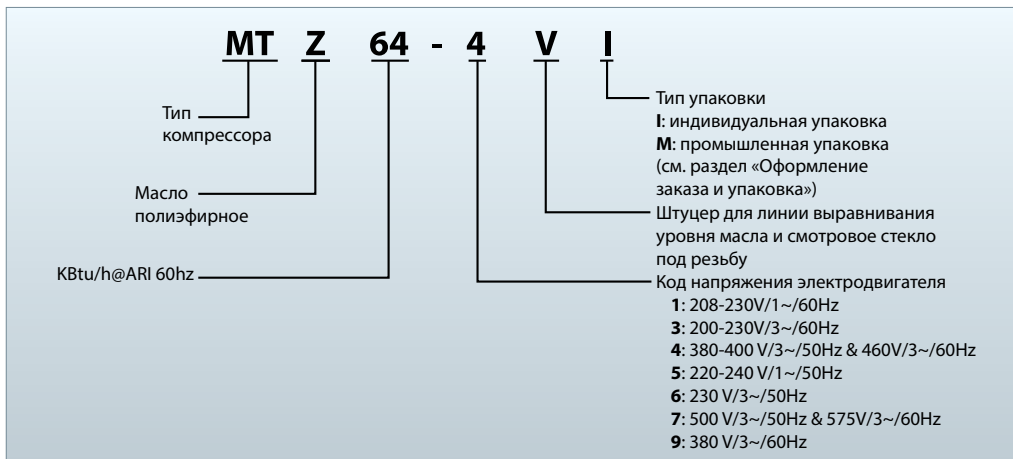 MT Z 64 - 4 V I
Тип
компрессора
Масло
полиэфирное
KBtu/h@ARI 60hz
Тип упаковки
I: индивидуальная упаковка
M: промышленная упаковка
(см. раздел «Оформление
заказа и упаковка»)
Штуцер для линии выравнивания
уровня масла и смотровое стекло
под резьбу
Код напряжения электродвигателя
1: 208-230V/1~/60Hz
3: 200-230V/3~/60Hz
4: 380-400 V/3~/50Hz & 460V/3~/60Hz
5: 220-240 V/1~/50Hz
6: 230 V/3~/50Hz
7: 500 V/3~/50Hz & 575V/3~/60Hz
9: 380 V/3~/60Hz